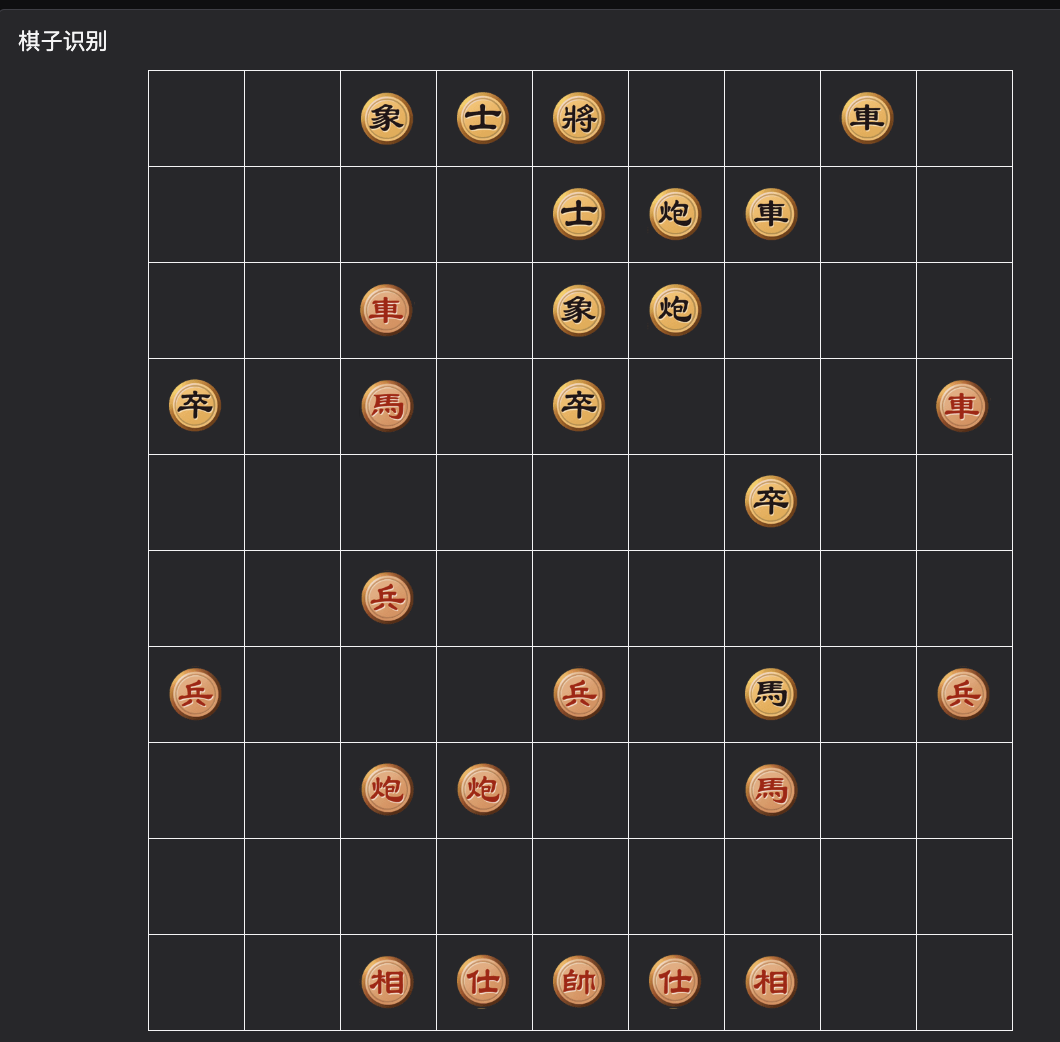 棋子识别
象 士 將 車
士 炮 車
車 象 炮
卒 馬 卒 車
卒
兵
兵 兵 馬 兵
炮 炮 馬
相 仕 帥 仕 相